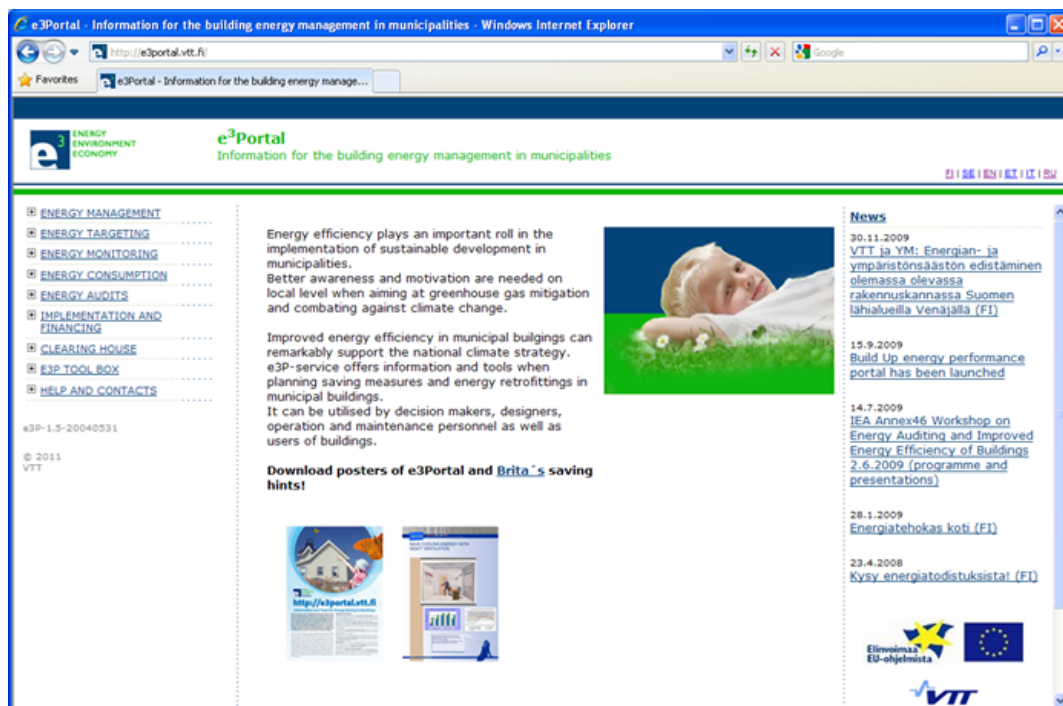 e3Portal - Information for the building energy management in municipalities - Windows Internet Explorer
http://e3portal.vtt.fi/
Google
Favorites
e3Portal - Information for the building energy manage...
e3
ENERGY
ENVIRONMENT
ECONOMY
e3Portal
Information for the building energy management in municipalities
FI | SE | EN | ET | IT | RU
ENERGY MANAGEMENT
ENERGY TARGETING
ENERGY MONITORING
ENERGY CONSUMPTION
ENERGY AUDITS
IMPLEMENTATION AND
FINANCING
CLEARING HOUSE
E3P TOOL BOX
HELP AND CONTACTS
e3P-1.5-20040531
© 2011
VTT
Energy efficiency plays an important roll in the
implementation of sustainable development in
municipalities.
Better awareness and motivation are needed on
local level when aiming at greenhouse gas mitigation
and combating against climate change.
Improved energy efficiency in municipal builgings can
remarkably support the national climate strategy.
e3P-service offers information and tools when
planning saving measures and energy retrofittings in
municipal buildings.
It can be utilised by decision makers, designers,
operation and maintenance personnel as well as
users of buildings.
Download posters of e3Portal and Brita´s saving
hints!
http://e3portal.vtt.fi
SAVE COOLING ENERGY WITH
NIGHT VENTILATION
News
30.11.2009
VTT ja YM: Energian- ja
ympäristönsäästön edistäminen
olemassa olevassa
rakennuskannassa Suomen
lähialueilla Venäjällä (FI)
15.9.2009
Build Up energy performance
portal has been launched
14.7.2009
IEA Annex46 Workshop on
Energy Auditing and Improved
Energy Efficiency of Buildings
2.6.2009 (programme and
presentations)
28.1.2009
Energiatehokas koti (FI)
23.4.2008
Kysy energiatodistuksista! (FI)
Elinvoimaa
EU-ohjelmista
VTT